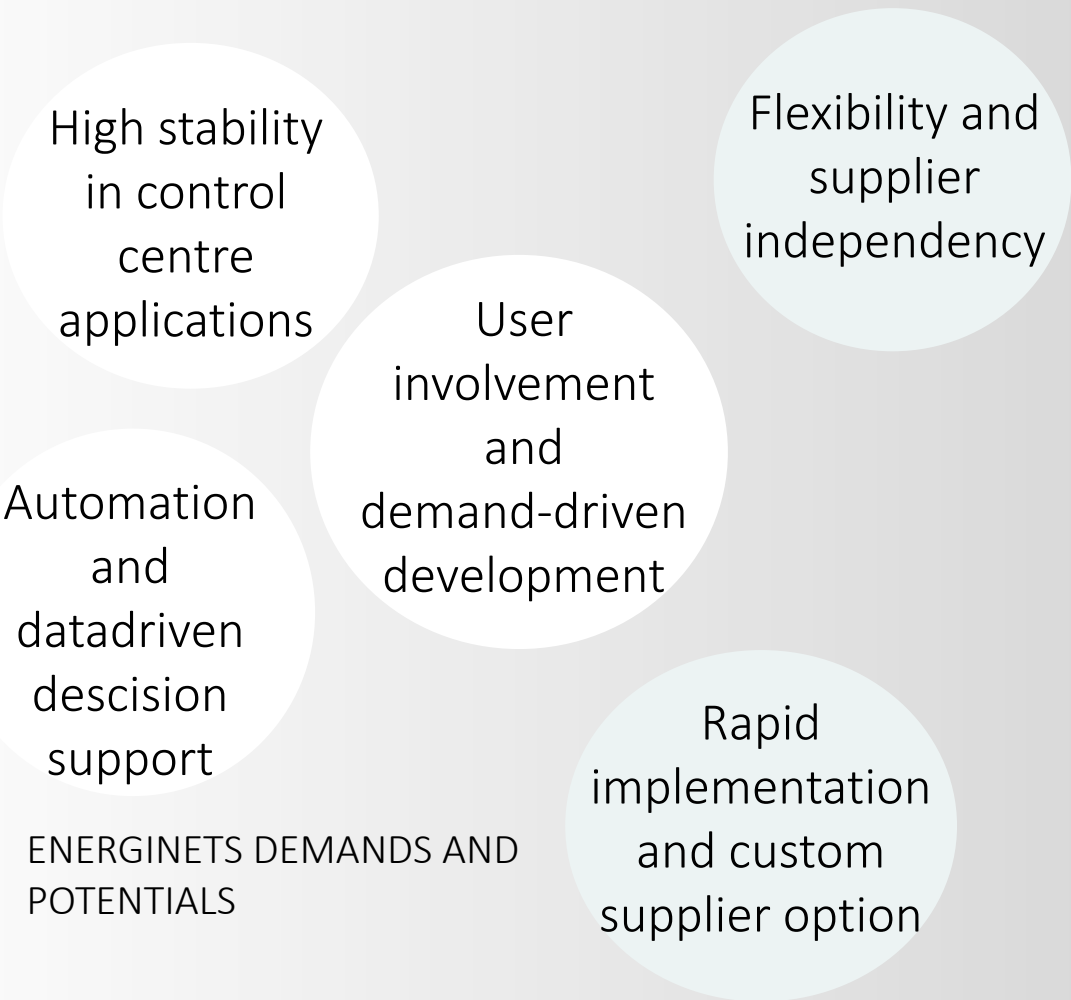 High stability
in control
centre
applications
Flexibility and
supplier
independency
User
involvement
and
demand-driven
development
Automation
and
datadriven
descision
support
Rapid
implementation
and custom
supplier option
ENERGINETS DEMANDS AND
POTENTIALS